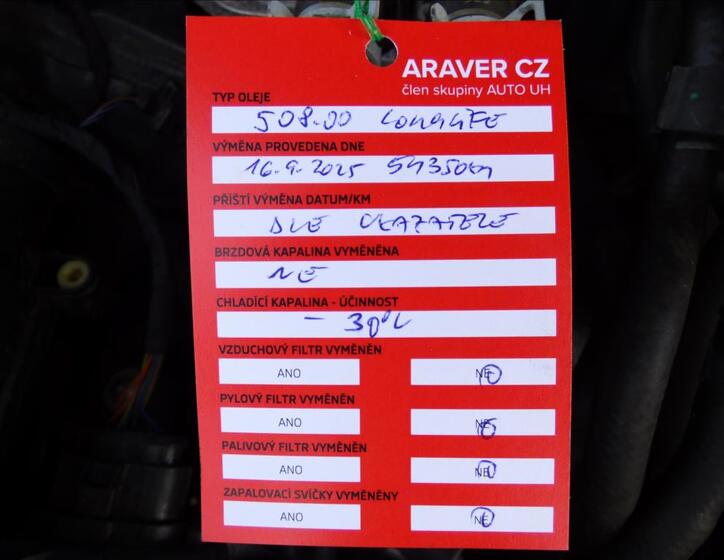 ARAVER CZ
člen skupiny AUTO UH
TYP OLEJE
508.00 LONGLIFE
VÝMĚNA PROVEDENA DNE
16.9.2025 54350km
PŘÍŠTÍ VÝMĚNA DATUM/KM
DLE UKAZATELE
BRZDOVÁ KAPALINA VYMĚNĚNA
NE
CHLADÍCÍ KAPALINA - ÚČINNOST
- 30°C
VZDUCHOVÝ FILTR VYMĚNĚN
ANO NE
PYLOVÝ FILTR VYMĚNĚN
ANO NE
PALIVOVÝ FILTR VYMĚNĚN
ANO NE
ZAPALOVACÍ SVÍČKY VYMĚNĚNY
ANO NE